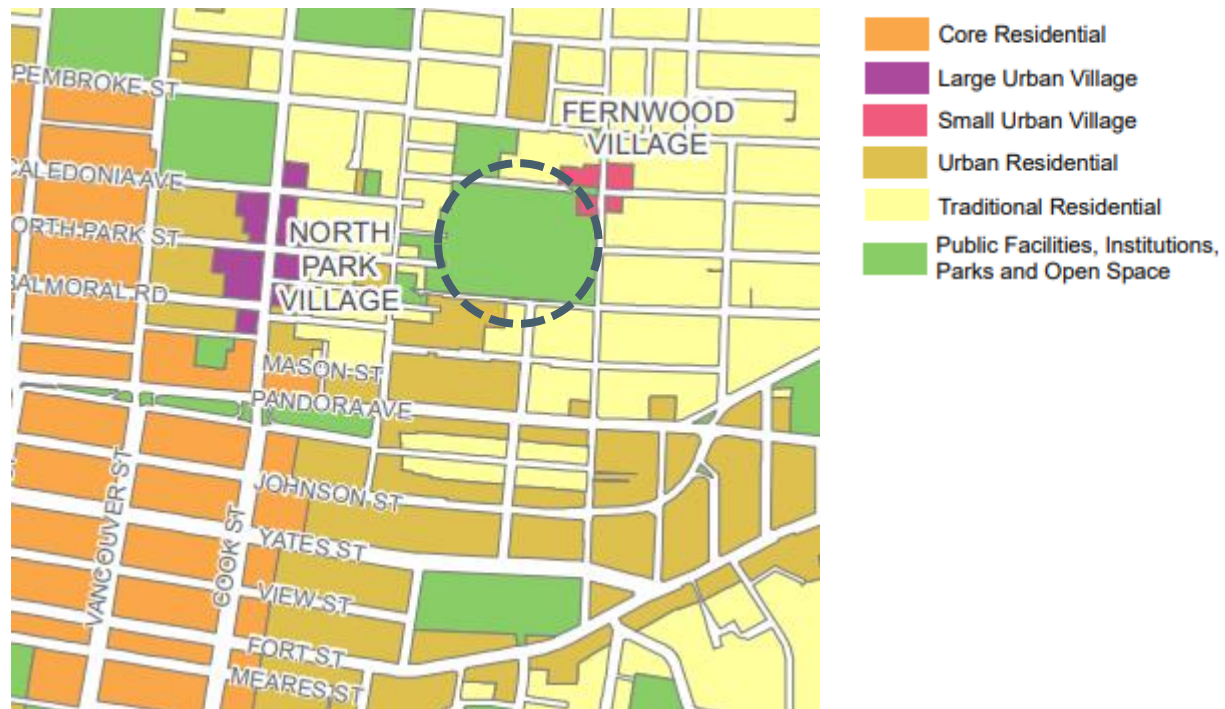 PEMBROKE ST
FERNWOOD
VILLAGE
CALEDONIA AVE
NORTH PARK ST
NORTH
PARK
VILLAGE
BALMORAL RD
MASON ST
PANDORA AVE
JOHNSON ST
VANCOUVER ST
COOK ST
YATES ST
VIEW ST
FORT ST
MEARES ST
Core Residential
Large Urban Village
Small Urban Village
Urban Residential
Traditional Residential
Public Facilities, Institutions,
Parks and Open Space